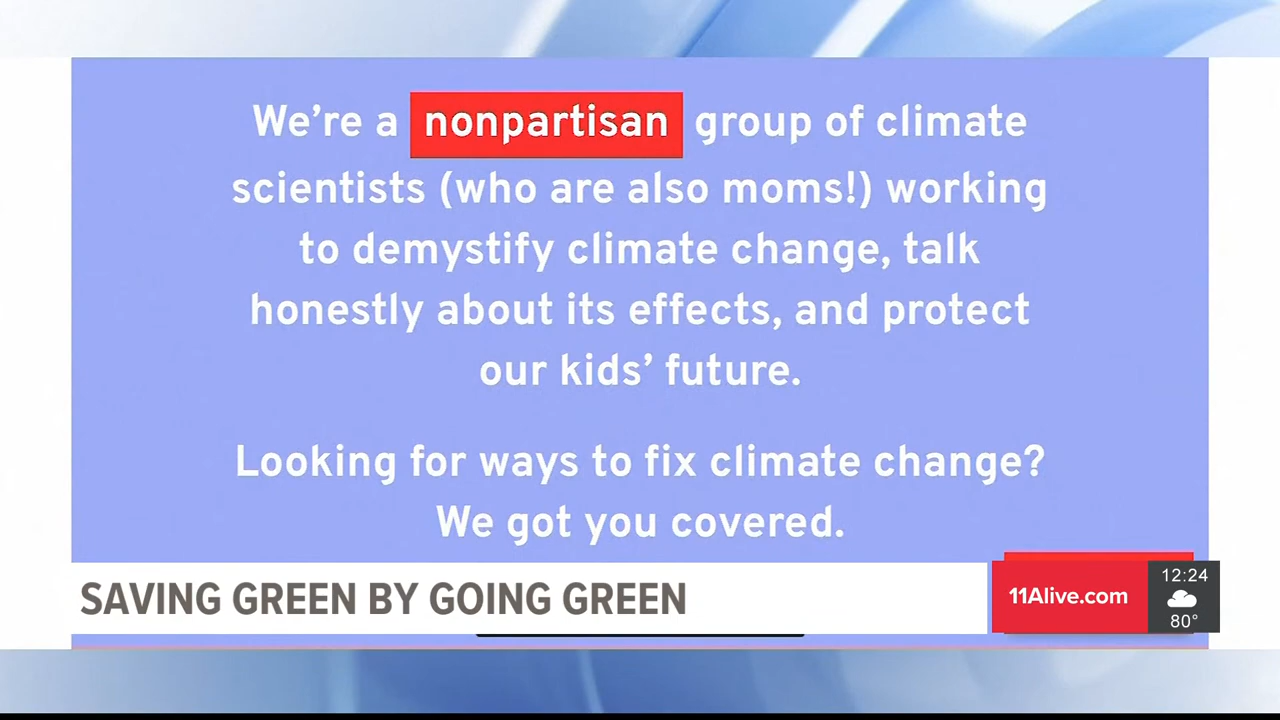 We're a nonpartisan group of climate
scientists (who are also moms!) working
to demystify climate change, talk
honestly about its effects, and protect
our kids' future.
Looking for ways to fix climate change?
We got you covered.
SAVING GREEN BY GOING GREEN
11Alive.com
12:24
80°